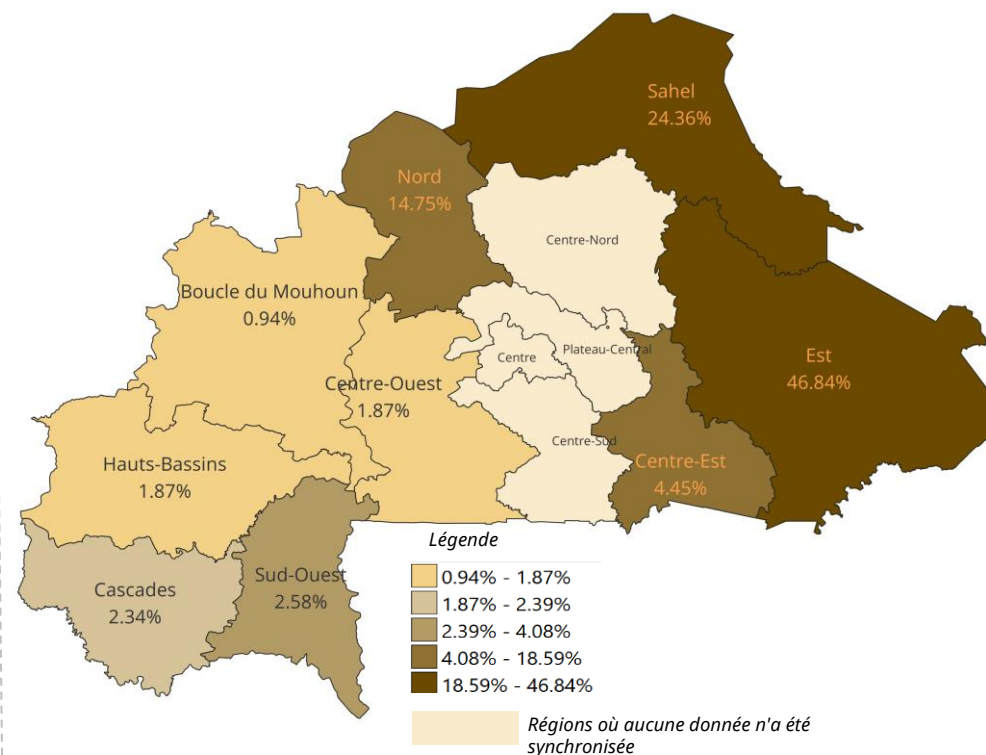 Sahel
24.36%
Nord
14.75%
Centre-Nord
Boucle du Mouhoun
0.94%
Centre
Plateau-Central
Est
46.84%
Centre-Ouest
1.87%
Centre-Sud
Centre-Est
4.45%
Hauts-Bassins
1.87%
Cascades
2.34%
Sud-Ouest
2.58%
Légende
0.94% - 1.87%
1.87% - 2.39%
2.39% - 4.08%
4.08% - 18.59%
18.59% - 46.84%
Régions où aucune donnée n'a été
synchronisée